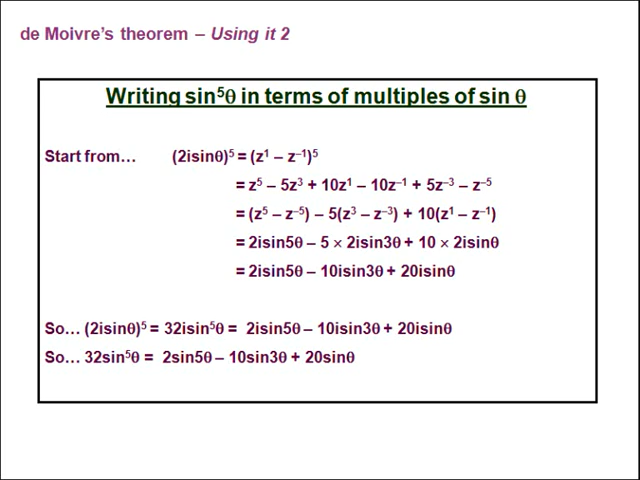 de Moivre’s theorem – Using it 2
Writing sin⁵θ in terms of multiples of sin θ
Start from… (2isinθ)⁵ = (z¹ – z⁻¹)⁵
= z⁵ – 5z³ + 10z¹ – 10z⁻¹ + 5z⁻³ – z⁻⁵
= (z⁵ – z⁻⁵) – 5(z³ – z⁻³) + 10(z¹ – z⁻¹)
= 2isin5θ – 5 × 2isin3θ + 10 × 2isinθ
= 2isin5θ – 10isin3θ + 20isinθ
So… (2isinθ)⁵ = 32isin⁵θ = 2isin5θ – 10isin3θ + 20isinθ
So… 32sin⁵θ = 2sin5θ – 10sin3θ + 20sinθ